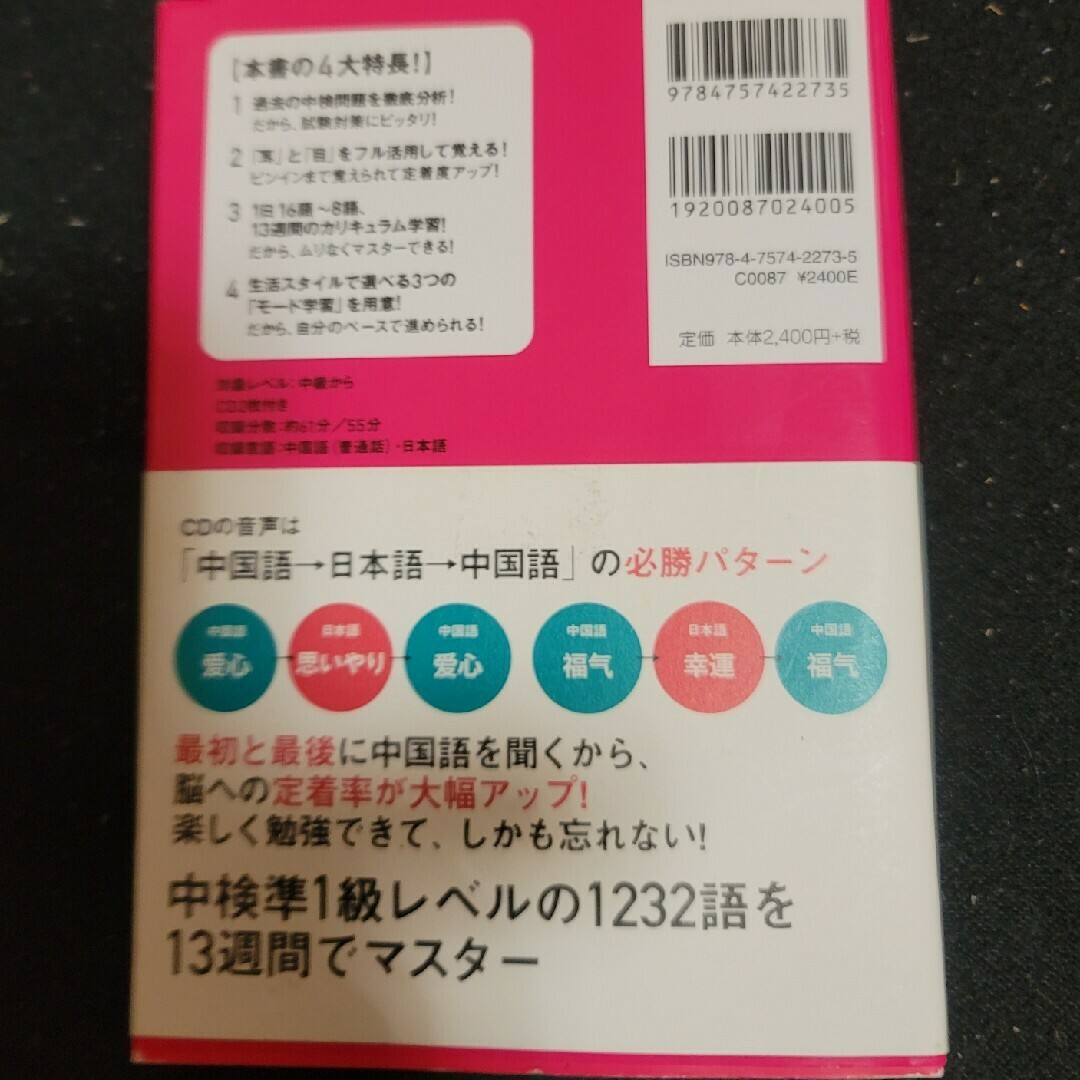 【本書の4大特長!】
1 過去の中検問題を徹底分析!
だから、試験対策にピッタリ!
2 「耳」と「目」をフル活用して覚える!
ピンインまで覚えられて定着度アップ!
3 1日16語～8語、
13週間のカリキュラム学習!
だから、ムリなくマスターできる!
4 生活スタイルで選べる3つの
「モード学習」を用意!
だから、自分のペースで進められる!
対象レベル:中級から
CD2枚付き
収録分数:約61分/55分
収録言語:中国語(普通話)・日本語
9784757422735
1920087024005
ISBN978-4-7574-2273-5
C0087 ¥2400E
定価 本体2,400円+税
CDの音声は
「中国語→日本語→中国語」の必勝パターン
中国語 日本語 中国語 中国語 日本語 中国語
爱心 思いやり 爱心 福气 幸運 福气
最初と最後に中国語を聞くから、
脳への定着率が大幅アップ!
楽しく勉強できて、しかも忘れない!
中検準1級レベルの1232語を
13週間でマスター